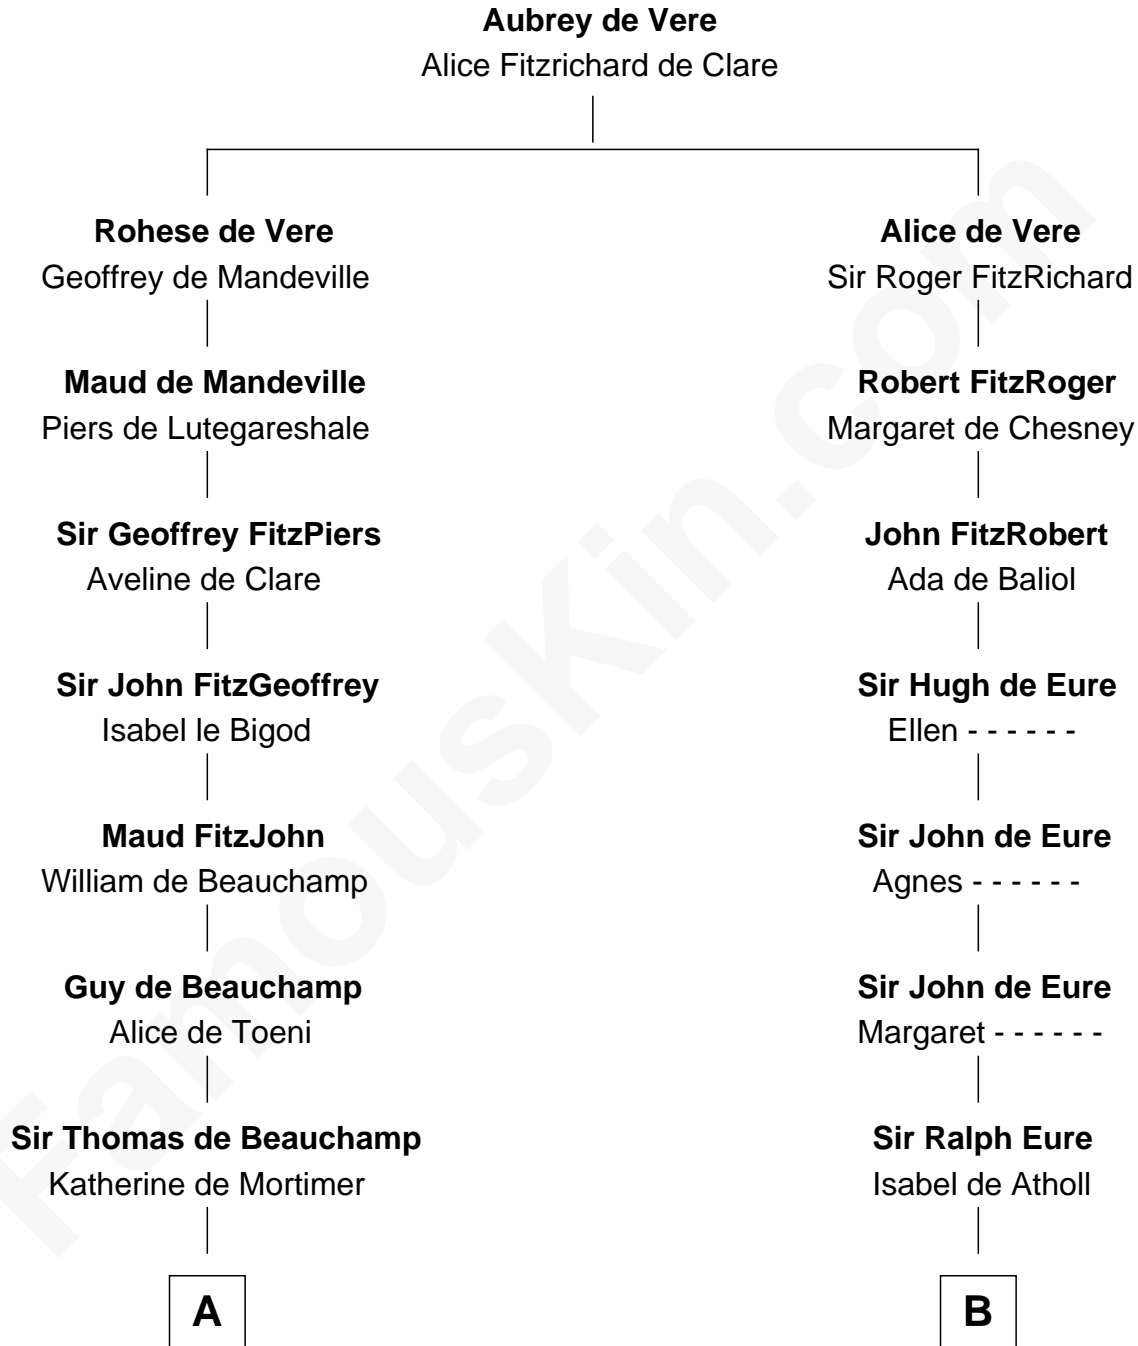 Aubrey de Vere
Alice Fitzrichard de Clare
Rohese de Vere
Geoffrey de Mandeville
Alice de Vere
Sir Roger FitzRichard
Maud de Mandeville
Piers de Lutegareshale
Robert FitzRoger
Margaret de Chesney
Sir Geoffrey FitzPiers
Aveline de Clare
John FitzRobert
Ada de Baliol
Sir John FitzGeoffrey
Isabel le Bigod
Sir Hugh de Eure
Ellen - - - - - -
Maud FitzJohn
William de Beauchamp
Sir John de Eure
Agnes - - - - - -
Guy de Beauchamp
Alice de Toeni
Sir John de Eure
Margaret - - - - - -
Sir Thomas de Beauchamp
Katherine de Mortimer
Sir Ralph Eure
Isabel de Atholl
A
B
FamousKin.com